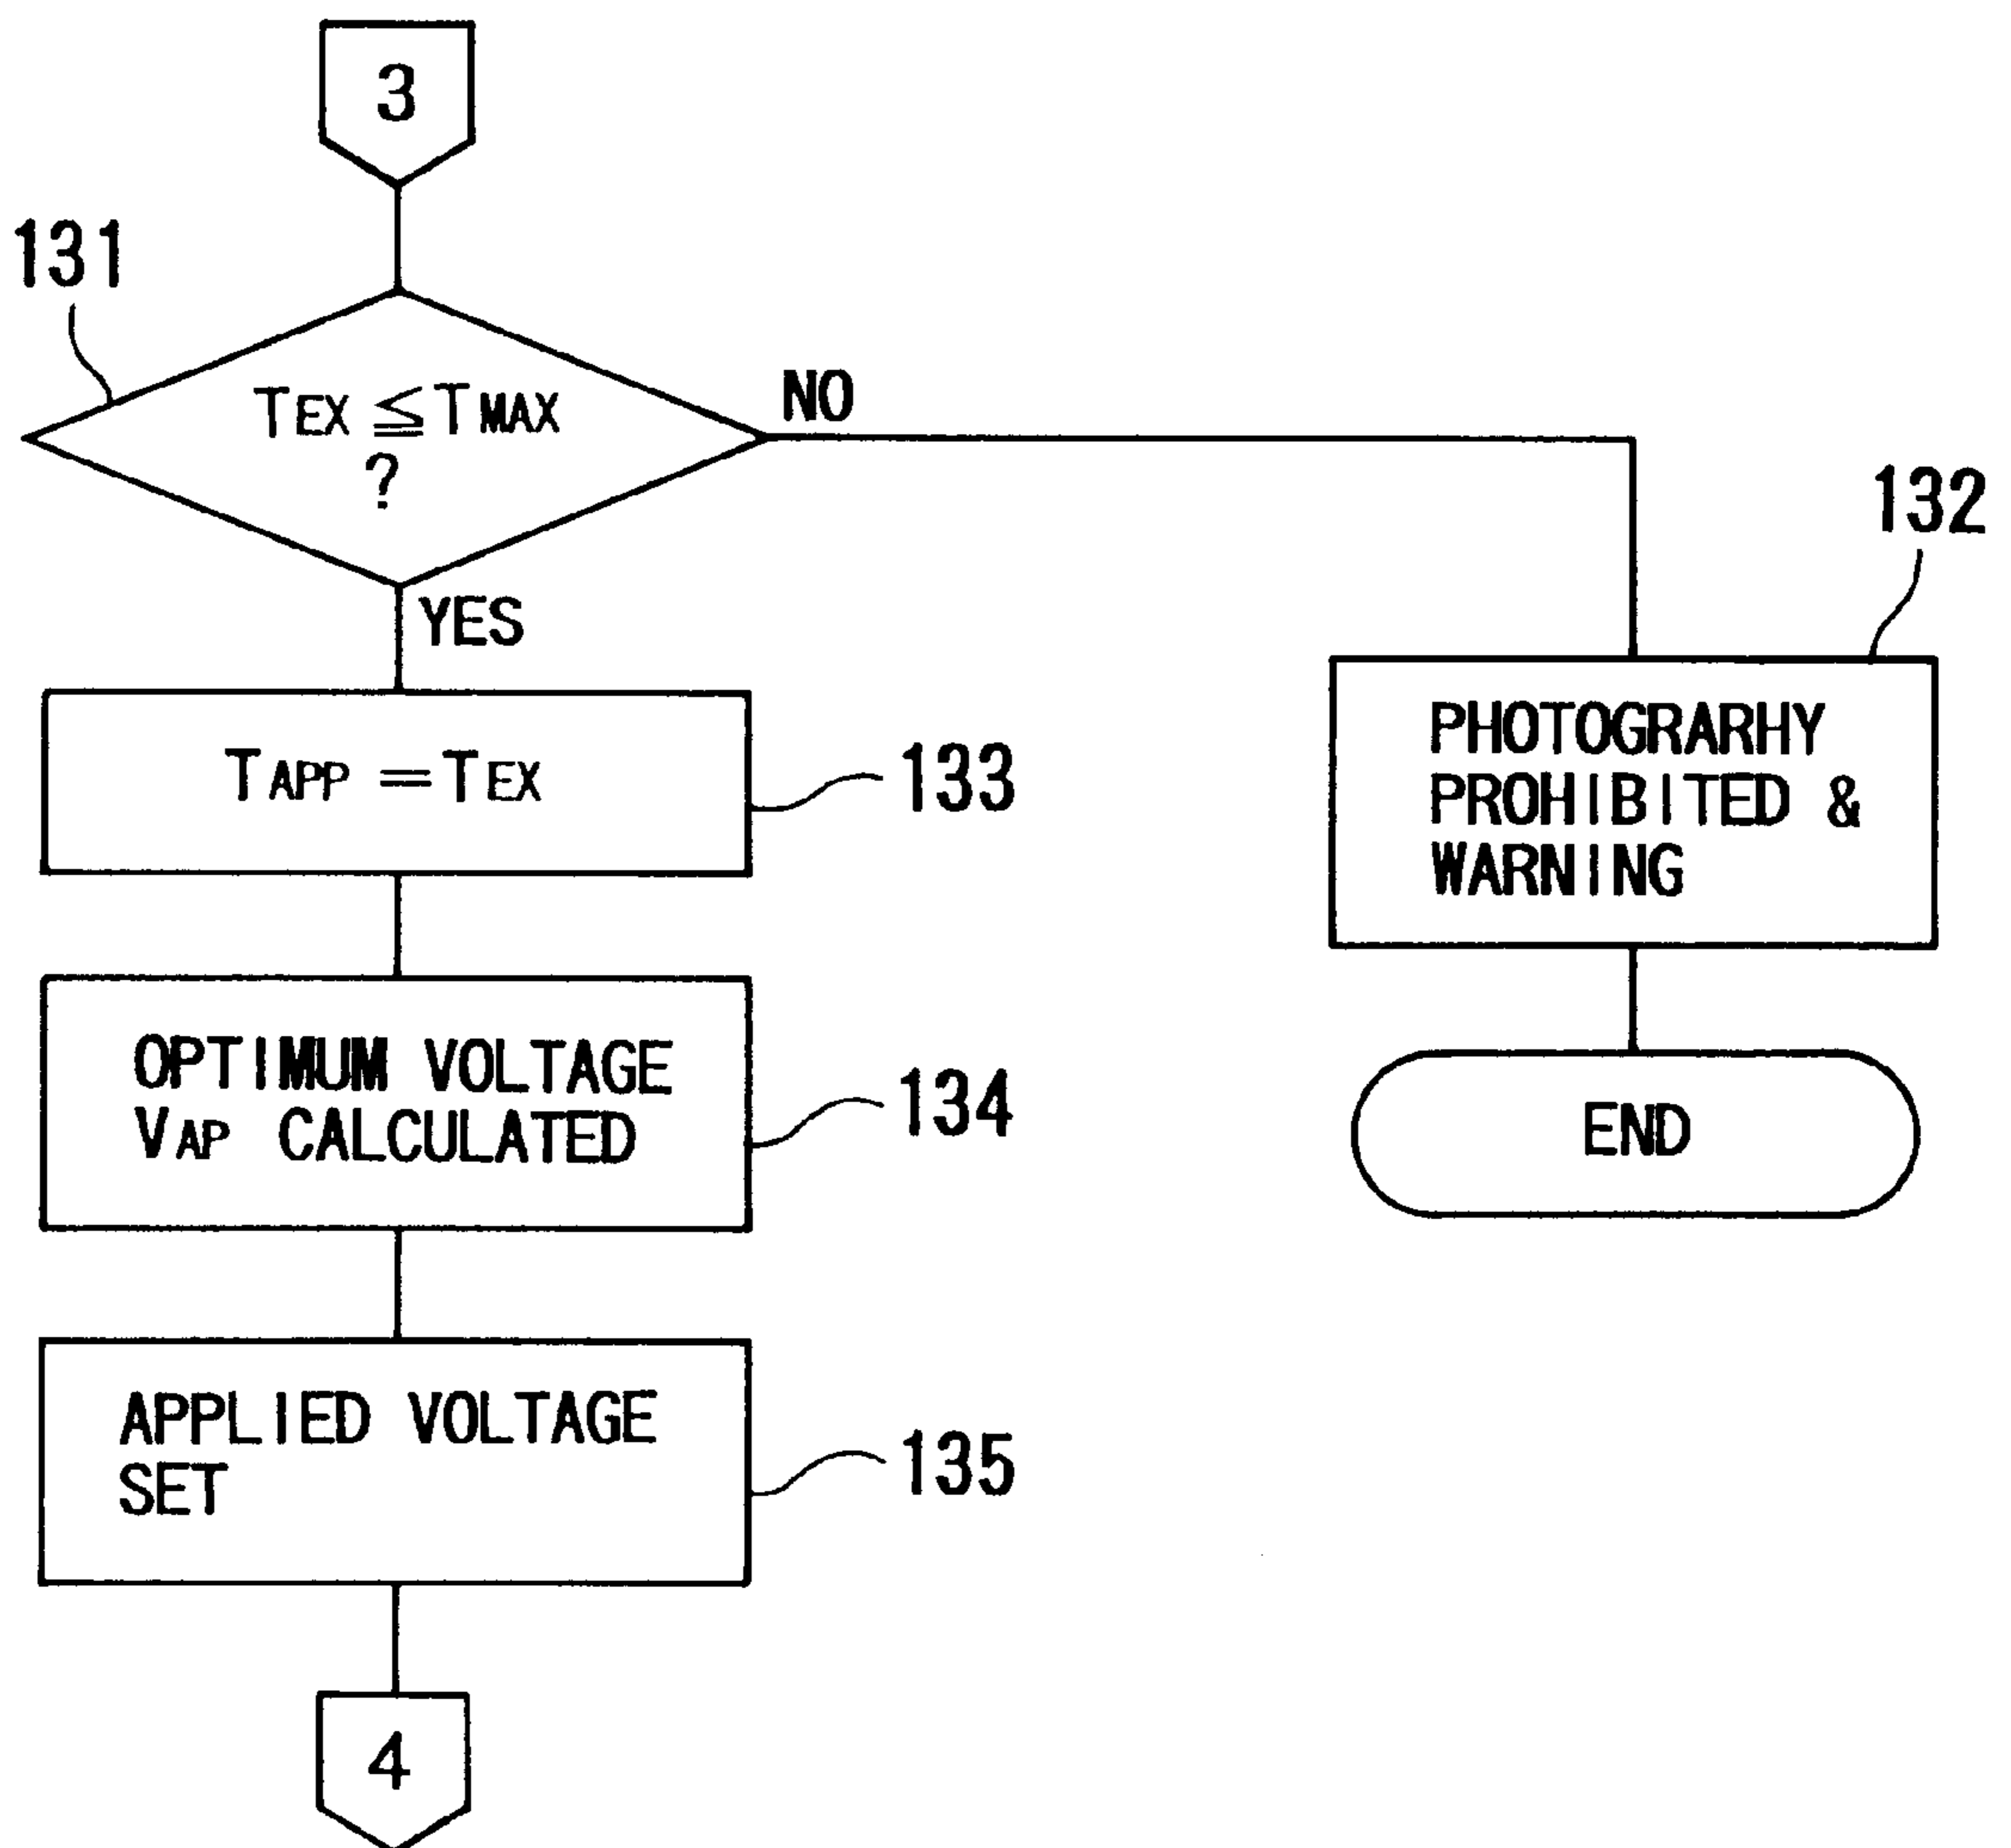 3
131
TEX ≦ TMAX
?
NO
YES
132
PHOTOGRARHY
PROHIBITED &
WARNING
TAPP = TEX
133
OPTIMUM VOLTAGE
VAP CALCULATED
134
END
APPLIED VOLTAGE
SET
135
4